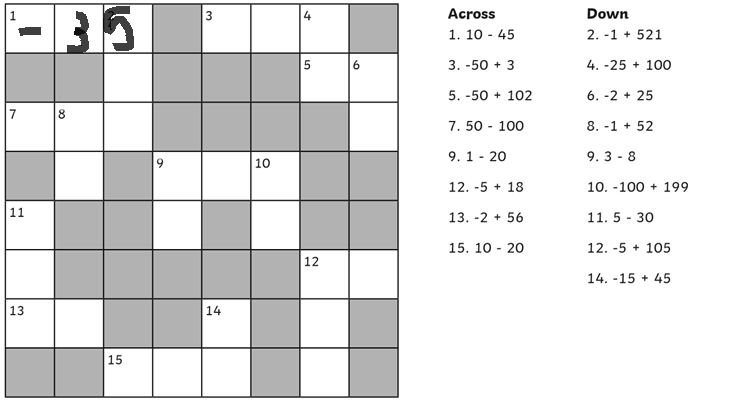 1 - 3 5 3 4
5 6
7 8
9 10
11
12
13 14
15
Across
1. 10 - 45
3. -50 + 3
5. -50 + 102
7. 50 - 100
9. 1 - 20
12. -5 + 18
13. -2 + 56
15. 10 - 20
Down
2. -1 + 521
4. -25 + 100
6. -2 + 25
8. -1 + 52
9. 3 - 8
10. -100 + 199
11. 5 - 30
12. -5 + 105
14. -15 + 45